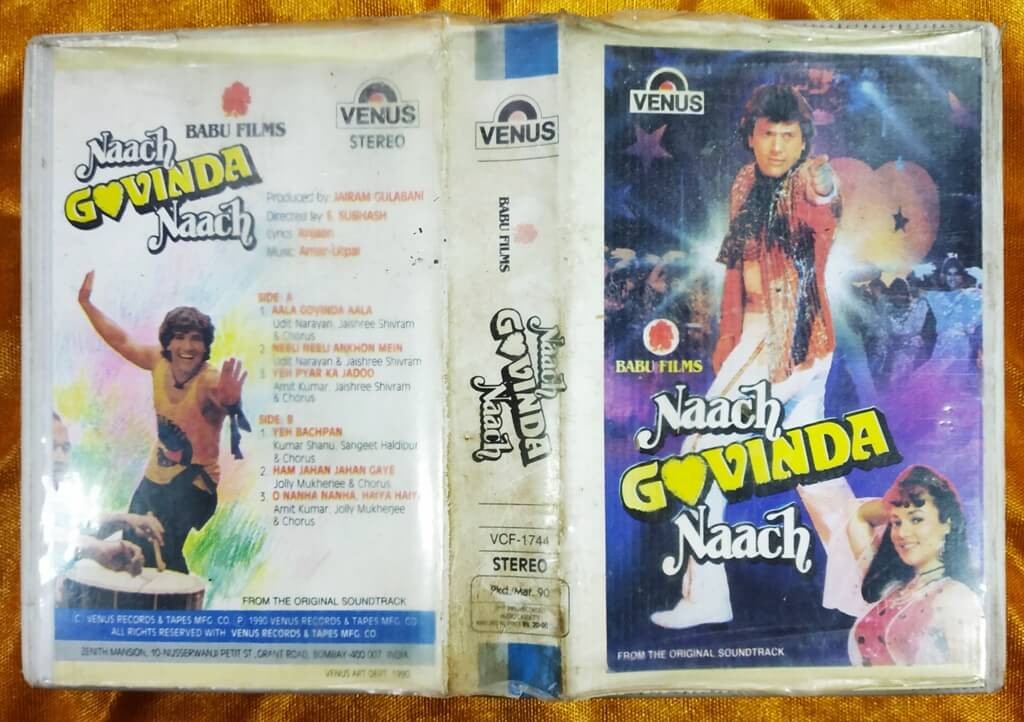 BABU FILMS
VENUS
STEREO
Naach
GOVINDA
Naach
Produced by: JAIRAM GULABANI
Directed by: S. SUBHASH
Lyrics: Anjaan
Music: Amar-Utpal
SIDE: A
1. AALA GOVINDA AALA
Udit Narayan, Jaishree Shivram
& Chorus
2. NEELI NEELI ANKHON MEIN
Udit Narayan & Jaishree Shivram
3. YEH PYAR KA JADOO
Amit Kumar, Jaishree Shivram
& Chorus
SIDE: B
1. YEH BACHPAN
Kumar Shanu, Sangeet Haldipur
& Chorus
2. HAM JAHAN JAHAN GAYE
Jolly Mukherjee & Chorus
3. O NANHA NANHA, HAIYA HAIY
Amit Kumar, Jolly Mukherjee
& Chorus
FROM THE ORIGINAL SOUNDTRACK
C: VENUS RECORDS & TAPES MFG. CO. P: 1990 VENUS RECORDS & TAPES MFG. CO
ALL RIGHTS RESERVED WITH VENUS RECORDS & TAPES MFG. CO
ZENITH MANSION, 10-NUSSERWANJI PETIT ST., GRANT ROAD, BOMBAY-400 007. INDIA.
VENUS ART DEPT. 1990
VENUS
BABU FILMS
Naach
GOVINDA
Naach
VCF-1744
STEREO
Pkd./Mar. 90
VENUS
BABU FILMS
Naach
GOVINDA
Naach
FROM THE ORIGINAL SOUNDTRACK